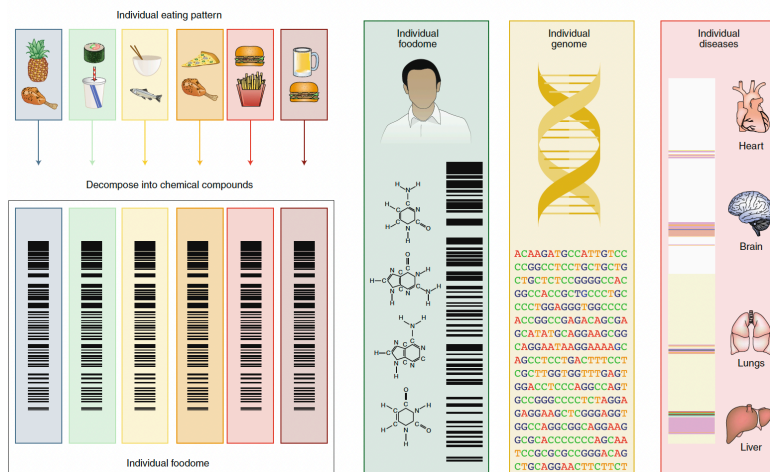 Individual eating pattern
Decompose into chemical compounds
Individual foodome
Individual
foodome
H H
N
H C
C N
H C C
N O
H
O
C
N C N H
H C
N C C H
N N
H H
H H
N
N C
H C C N
N C C
N
H
O
H C H
C N
H C C
N O
H
Individual
genome
ACAAGATGCCATTGTCC
CCGGCCTCCTGCTGCTG
CTGCTCTCCGGGGCCAC
GGCCACCGCTGCCCTGC
CCCTGGAGGGTGGCCCC
ACCGGCCGAGACAGCGA
GCATATGCAGGAAGCGG
CAGGAATAAGGAAAAGC
AGCCTCCTGACTTTCCT
CGCTTGGTGGTTTGAGT
GGACCTCCCAGGCCAGT
GCCGGGCCCCTCTAGGA
GAGGAAGCTCGGGAGGT
GGCCAGGCGGCAGGAAG
GCGCACCCCCCCAGCAA
TCCGCGCGCCGGGACAG
CTGCAGGAACTTCTTCT
Individual
diseases
Heart
Brain
Lungs
Liver